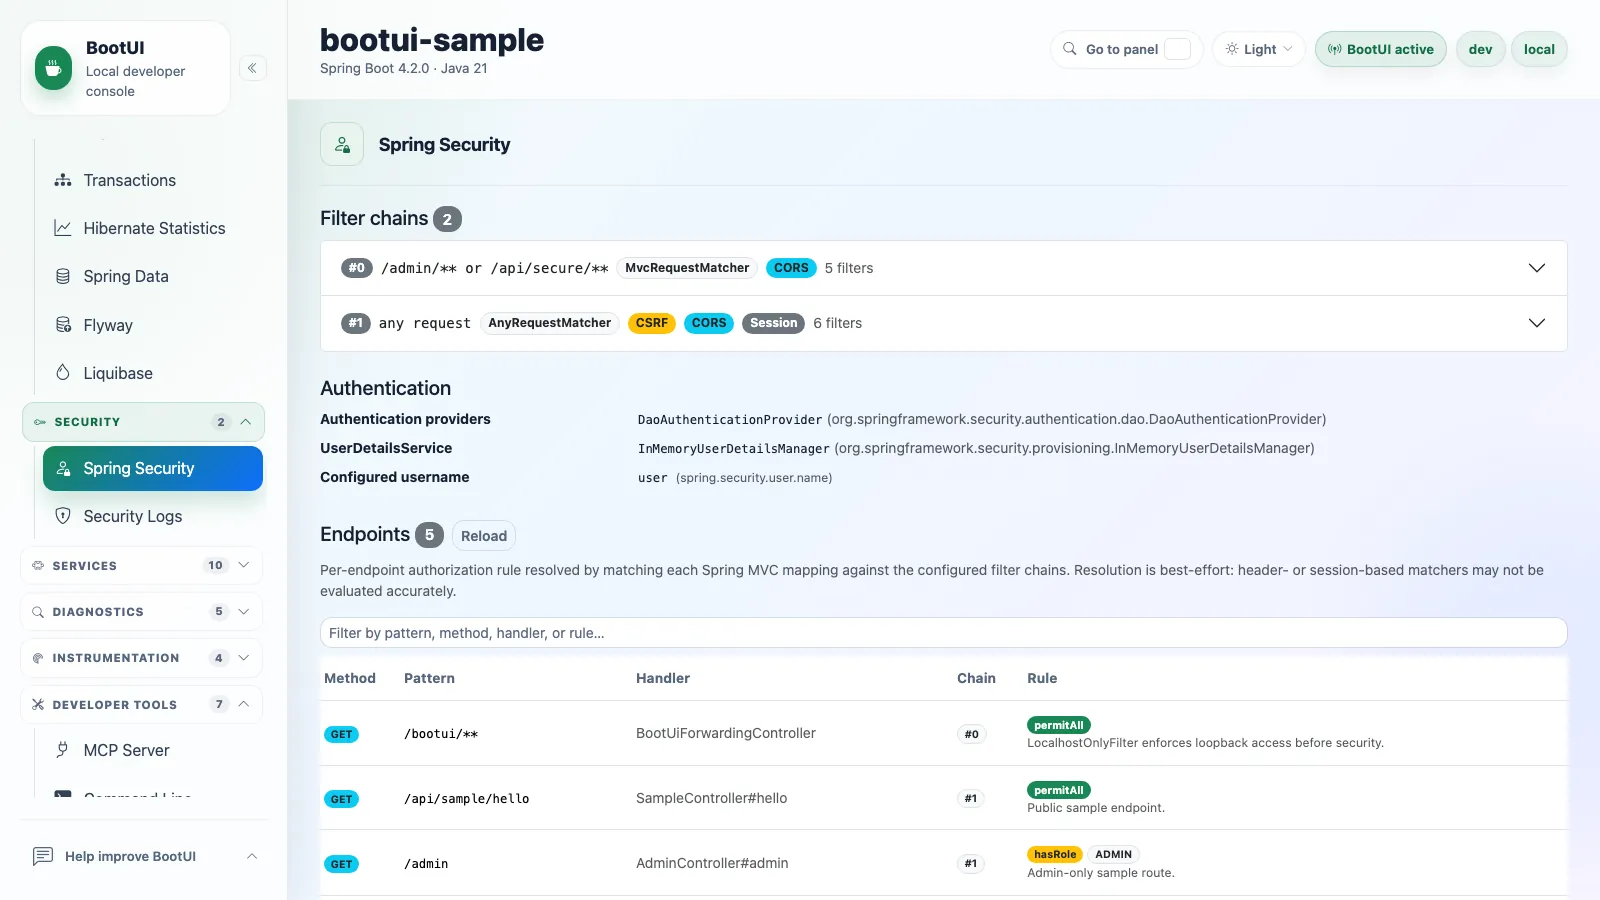 BootUI
Local developer
console
Transactions
Hibernate Statistics
Spring Data
Flyway
Liquibase
SECURITY 2
Spring Security
Security Logs
SERVICES 10
DIAGNOSTICS 5
INSTRUMENTATION 4
DEVELOPER TOOLS 7
MCP Server
Help improve BootUI
bootui-sample
Spring Boot 4.2.0 · Java 21
Go to panel
Light
BootUI active
dev
local
Spring Security
Filter chains 2
#0 /admin/** or /api/secure/** MvcRequestMatcher CORS 5 filters
#1 any request AnyRequestMatcher CSRF CORS Session 6 filters
Authentication
Authentication providers DaoAuthenticationProvider (org.springframework.security.authentication.dao.DaoAuthenticationProvider)
UserDetailsService InMemoryUserDetailsManager (org.springframework.security.provisioning.InMemoryUserDetailsManager)
Configured username user (spring.security.user.name)
Endpoints 5 Reload
Per-endpoint authorization rule resolved by matching each Spring MVC mapping against the configured filter chains. Resolution is best-effort: header- or session-based matchers may not be
evaluated accurately.
Filter by pattern, method, handler, or rule...
Method Pattern Handler Chain Rule
GET /bootui/** BootUiForwardingController #0 permitAll
LocalhostOnlyFilter enforces loopback access before security.
GET /api/sample/hello SampleController#hello #1 permitAll
Public sample endpoint.
GET /admin AdminController#admin #1 hasRole ADMIN
Admin-only sample route.